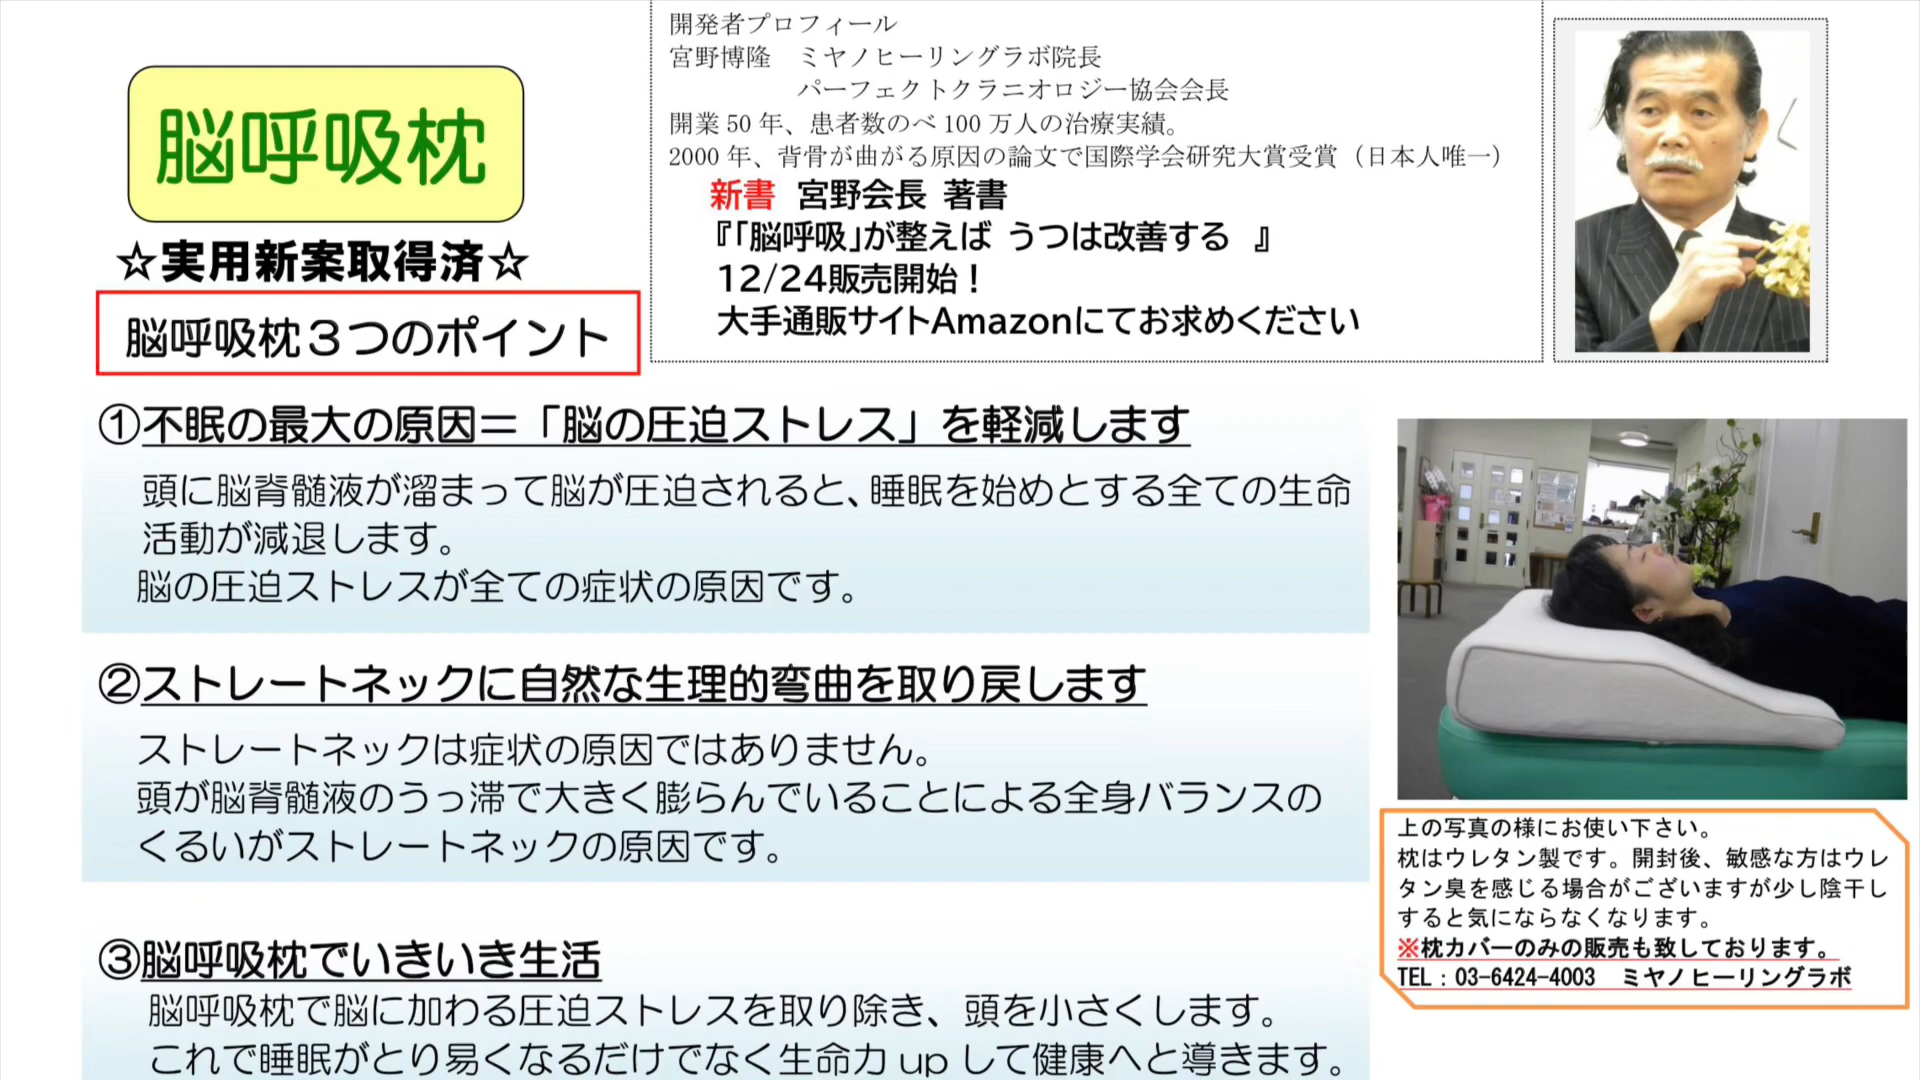 脳呼吸枕
☆実用新案取得済☆
脳呼吸枕３つのポイント
開発者プロフィール
宮野博隆　ミヤノヒーリングラボ院長
パーフェクトクラニオロジー協会会長
開業 50 年、患者数のべ 100 万人の治療実績。
2000 年、背骨が曲がる原因の論文で国際学会研究大賞受賞（日本人唯一）
新書 宮野会長 著書
『｢脳呼吸｣が整えば うつは改善する 』
12/24販売開始！
大手通販サイトAmazonにてお求めください
①不眠の最大の原因＝「脳の圧迫ストレス」を軽減します
頭に脳脊髄液が溜まって脳が圧迫されると、睡眠を始めとする全ての生命
活動が減退します。
脳の圧迫ストレスが全ての症状の原因です。
②ストレートネックに自然な生理的弯曲を取り戻します
ストレートネックは症状の原因ではありません。
頭が脳脊髄液のうっ滞で大きく膨らんでいることによる全身バランスの
くるいがストレートネックの原因です。
③脳呼吸枕でいきいき生活
脳呼吸枕で脳に加わる圧迫ストレスを取り除き、頭を小さくします。
これで睡眠がとり易くなるだけでなく生命力 up して健康へと導きます。
上の写真の様にお使い下さい。
枕はウレタン製です。開封後、敏感な方はウレ
タン臭を感じる場合がございますが少し陰干し
すると気にならなくなります。
※枕カバーのみの販売も致しております。
TEL：03-6424-4003　ミヤノヒーリングラボ